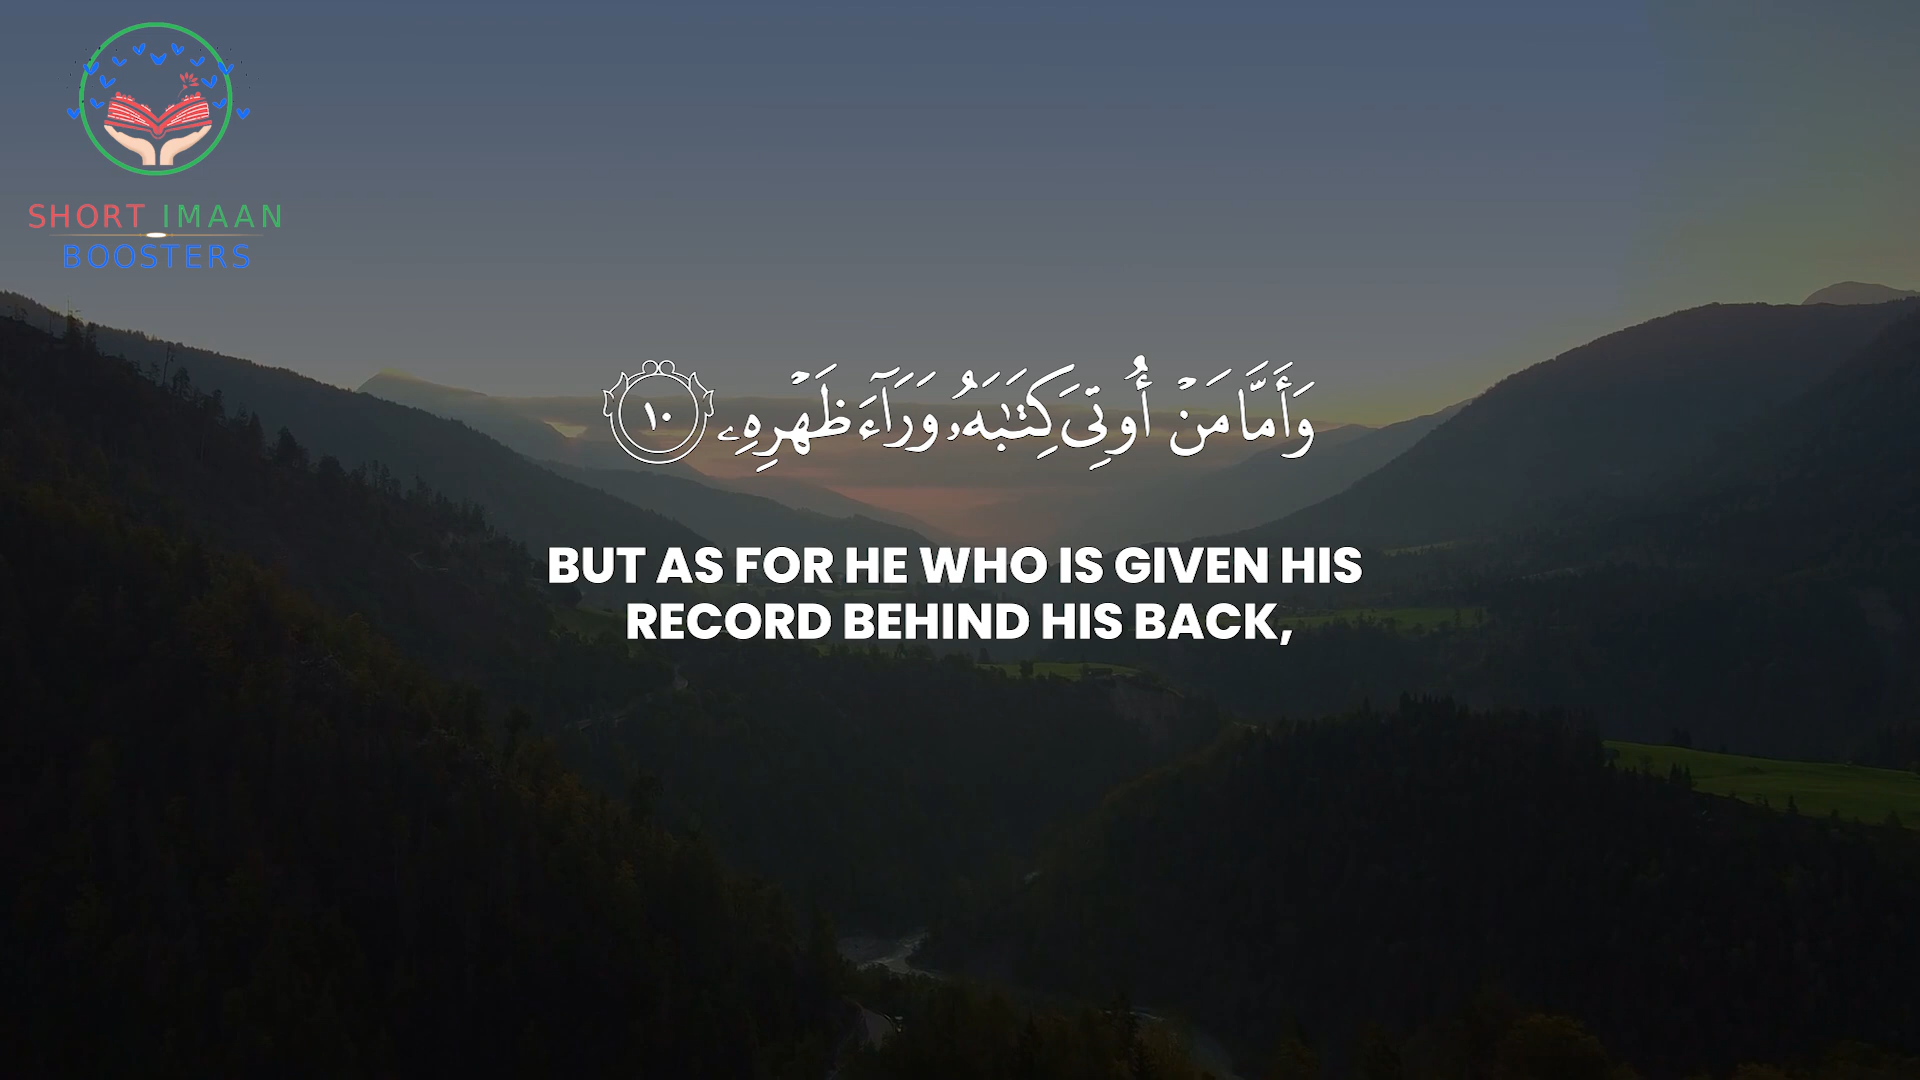 SHORT IMAAN
BOOSTERS
وَأَمَّا مَنْ أُوتِىَ كِتَـٰبَهُۥ وَرَآءَ ظَهْرِهِۦ ١٠
BUT AS FOR HE WHO IS GIVEN HIS
RECORD BEHIND HIS BACK,